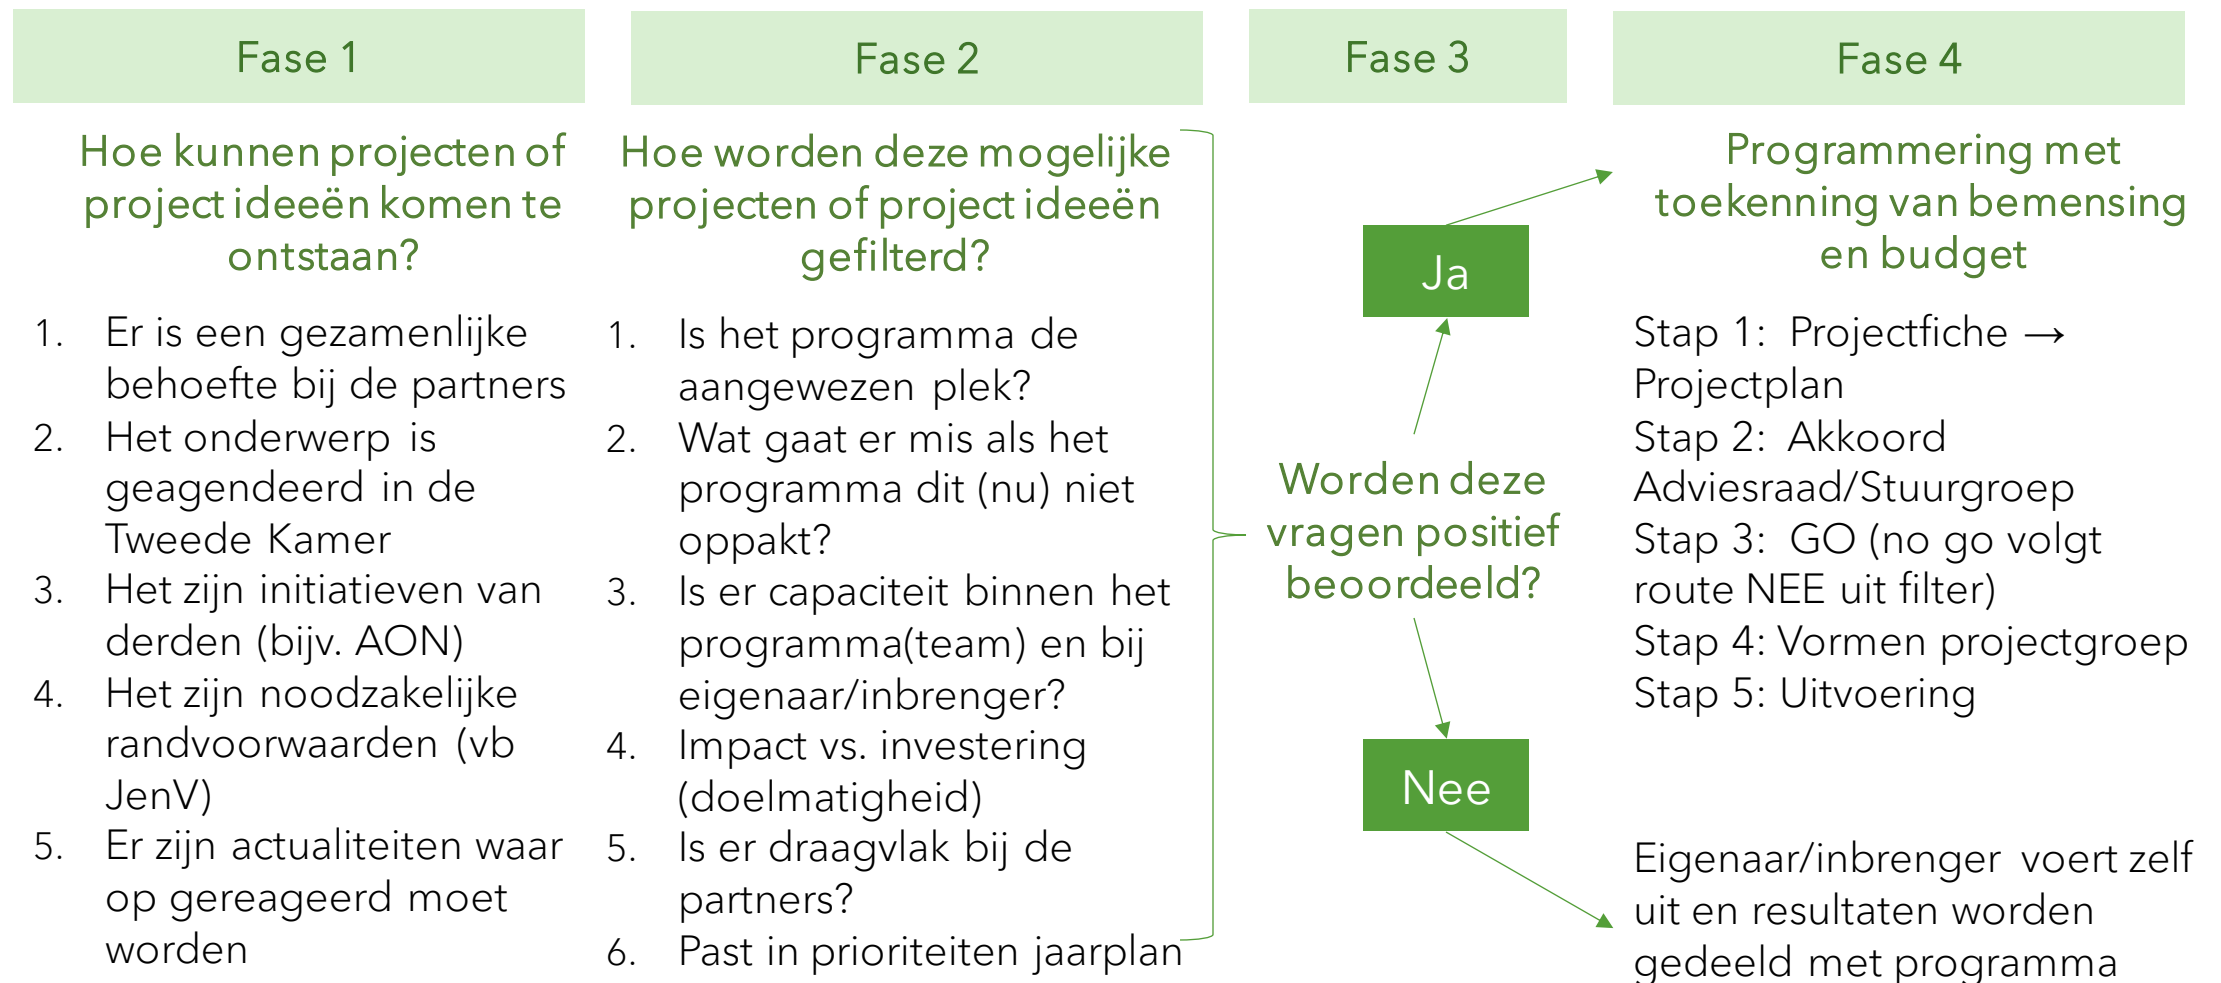 Fase 1
Hoe kunnen projecten of
project ideeën komen te
ontstaan?
1. Er is een gezamenlijke
behoefte bij de partners
2. Het onderwerp is
geagendeerd in de
Tweede Kamer
3. Het zijn initiatieven van
derden (bijv. AON)
4. Het zijn noodzakelijke
randvoorwaarden (vb
JenV)
5. Er zijn actualiteiten waar
op gereageerd moet
worden
Fase 2
Hoe worden deze mogelijke
projecten of project ideeën
gefilterd?
1. Is het programma de
aangewezen plek?
2. Wat gaat er mis als het
programma dit (nu) niet
oppakt?
3. Is er capaciteit binnen het
programma(team) en bij
eigenaar/inbrenger?
4. Impact vs. investering
(doelmatigheid)
5. Is er draagvlak bij de
partners?
6. Past in prioriteiten jaarplan
Fase 3
Ja
Worden deze
vragen positief
beoordeeld?
Nee
Fase 4
Programmering met
toekenning van bemensing
en budget
Stap 1: Projectfiche →
Projectplan
Stap 2: Akkoord
Adviesraad/Stuurgroep
Stap 3: GO (no go volgt
route NEE uit filter)
Stap 4: Vormen projectgroep
Stap 5: Uitvoering
Eigenaar/inbrenger voert zelf
uit en resultaten worden
gedeeld met programma